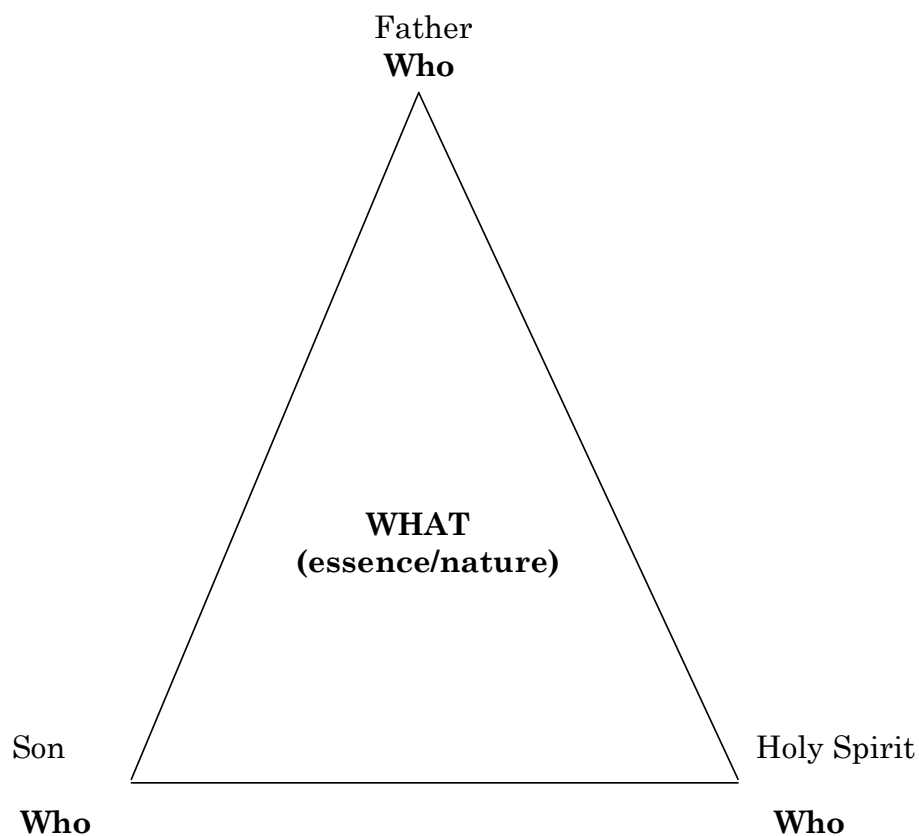 Father
Who
WHAT
(essence/nature)
Son
Holy Spirit
Who
Who